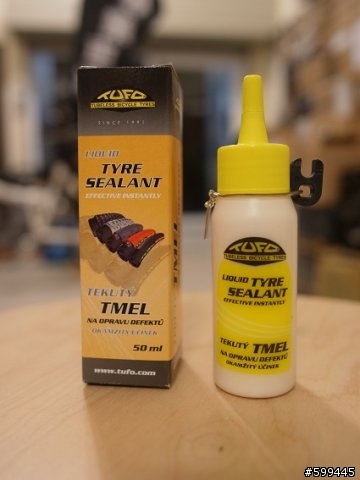 TUFO
TUBELESS BICYCLE TYRES
SINCE 1991
LIQUID
TYRE
SEALANT
EFFECTIVE INSTANTLY
TEKUTÝ
TMEL
NA OPRAVU DEFEKTŮ
OKAMŽITÝ ÚČINEK
50 ml
www.tufo.com
TUFO
TUBELESS BICYCLE TYRES
LIQUID TYRE
SEALANT
EFFECTIVE INSTANTLY
TEKUTÝ TMEL
NA OPRAVU DEFEKTŮ
OKAMŽITÝ ÚČINEK
#599445